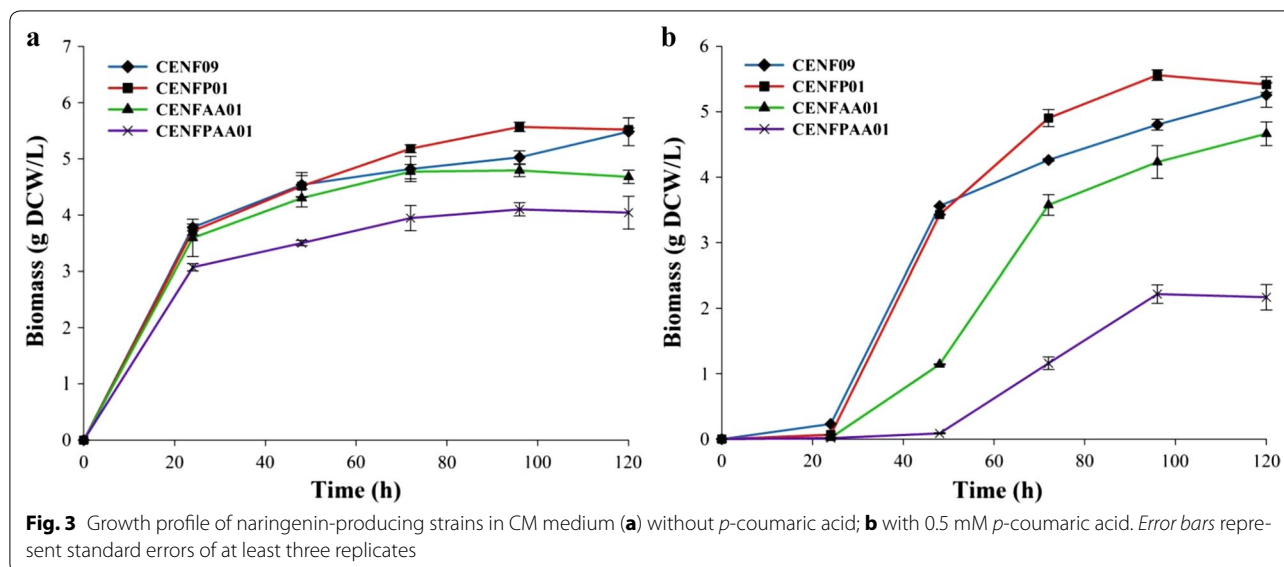 a
7
6
5
4
3
2
1
0
Biomass (g DCW/L)
CENF09
CENFP01
CENFAA01
CENFPAA01
0 20 40 60 80 100 120
Time (h)
b
6
5
4
3
2
1
0
Biomass (g DCW/L)
CENF09
CENFP01
CENFAA01
CENFPAA01
0 20 40 60 80 100 120
Time (h)
Fig. 3 Growth profile of naringenin-producing strains in CM medium (a) without p-coumaric acid; b with 0.5 mM p-coumaric acid. Error bars repre-
sent standard errors of at least three replicates